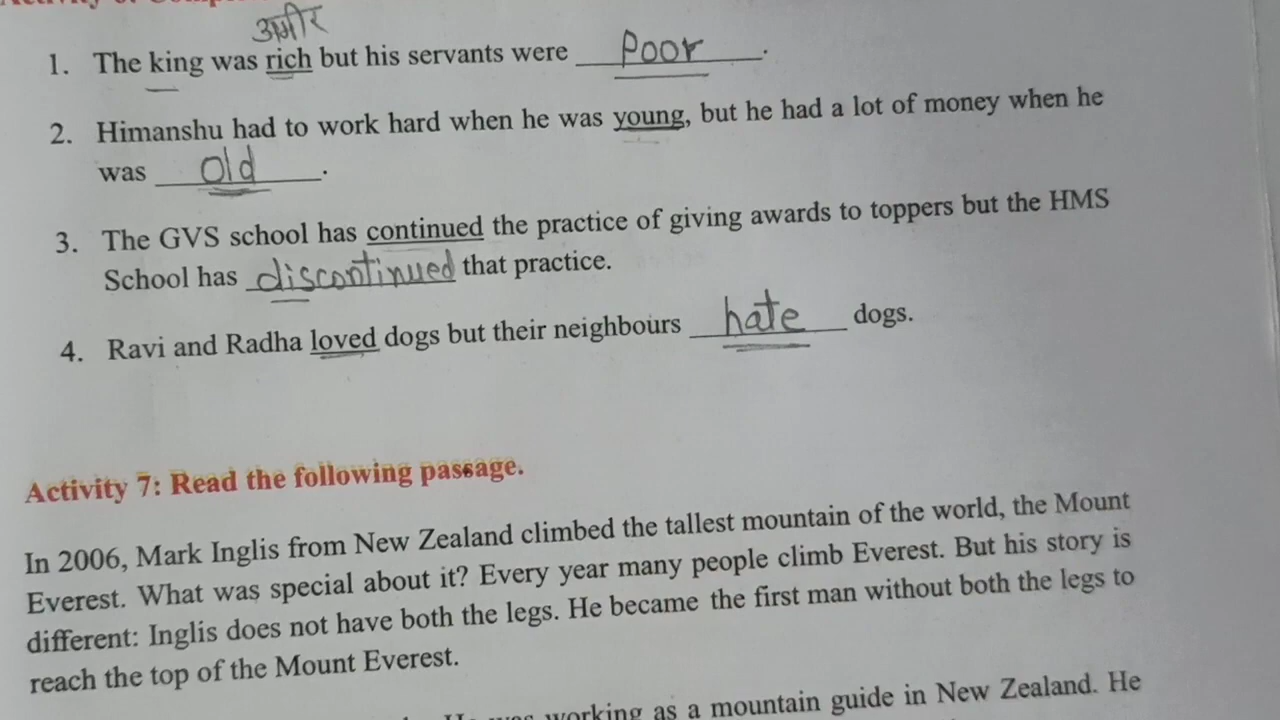 अमीर
1. The king was rich but his servants were Poor.
2. Himanshu had to work hard when he was young, but he had a lot of money when he
was old.
3. The GVS school has continued the practice of giving awards to toppers but the HMS
School has discontinued that practice.
4. Ravi and Radha loved dogs but their neighbours hate dogs.
Activity 7: Read the following passage.
In 2006, Mark Inglis from New Zealand climbed the tallest mountain of the world, the Mount
Everest. What was special about it? Every year many people climb Everest. But his story is
different: Inglis does not have both the legs. He became the first man without both the legs to
reach the top of the Mount Everest.
He was working as a mountain guide in New Zealand. He